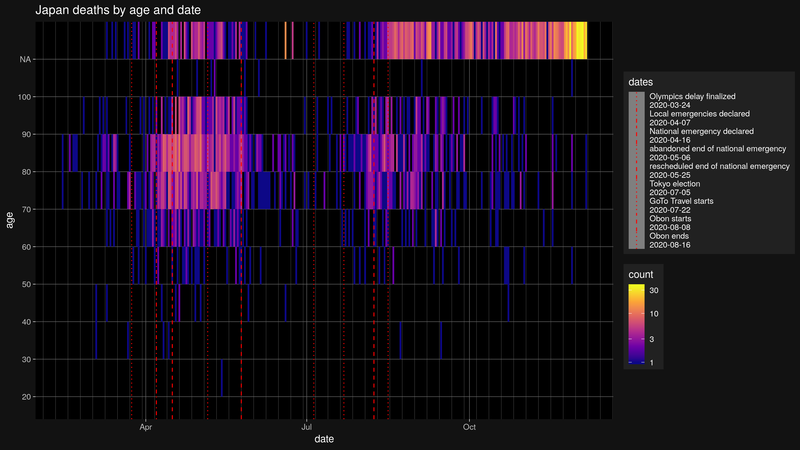 Japan deaths by age and date
NA
100
90
80
70
60
50
40
30
20
age
Apr
Jul
Oct
date
dates
Olympics delay finalized
2020-03-24
Local emergencies declared
2020-04-07
National emergency declared
2020-04-16
abandoned end of national emergency
2020-05-06
rescheduled end of national emergency
2020-05-25
Tokyo election
2020-07-05
GoTo Travel starts
2020-07-22
Obon starts
2020-08-08
Obon ends
2020-08-16
count
30
10
3
1